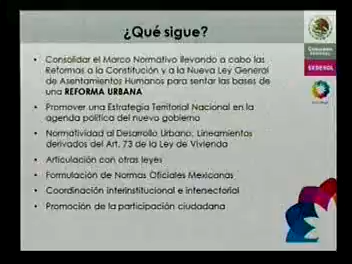 ¿Qué sigue?
• Consolidar el Marco Normativo llevando a cabo las
Reformas a la Constitución y a la Nueva Ley General
de Asentamientos Humanos para sentar las bases de
una REFORMA URBANA
• Promover una Estrategia Territorial Nacional en la
agenda política del nuevo gobierno
• Normatividad al Desarrollo Urbano. Lineamientos
derivados del Art. 73 de la Ley de Vivienda
• Articulación con otras leyes
• Formulación de Normas Oficiales Mexicanas
• Coordinación interinstitucional e intersectorial
• Promoción de la participación ciudadana
SEDESOL